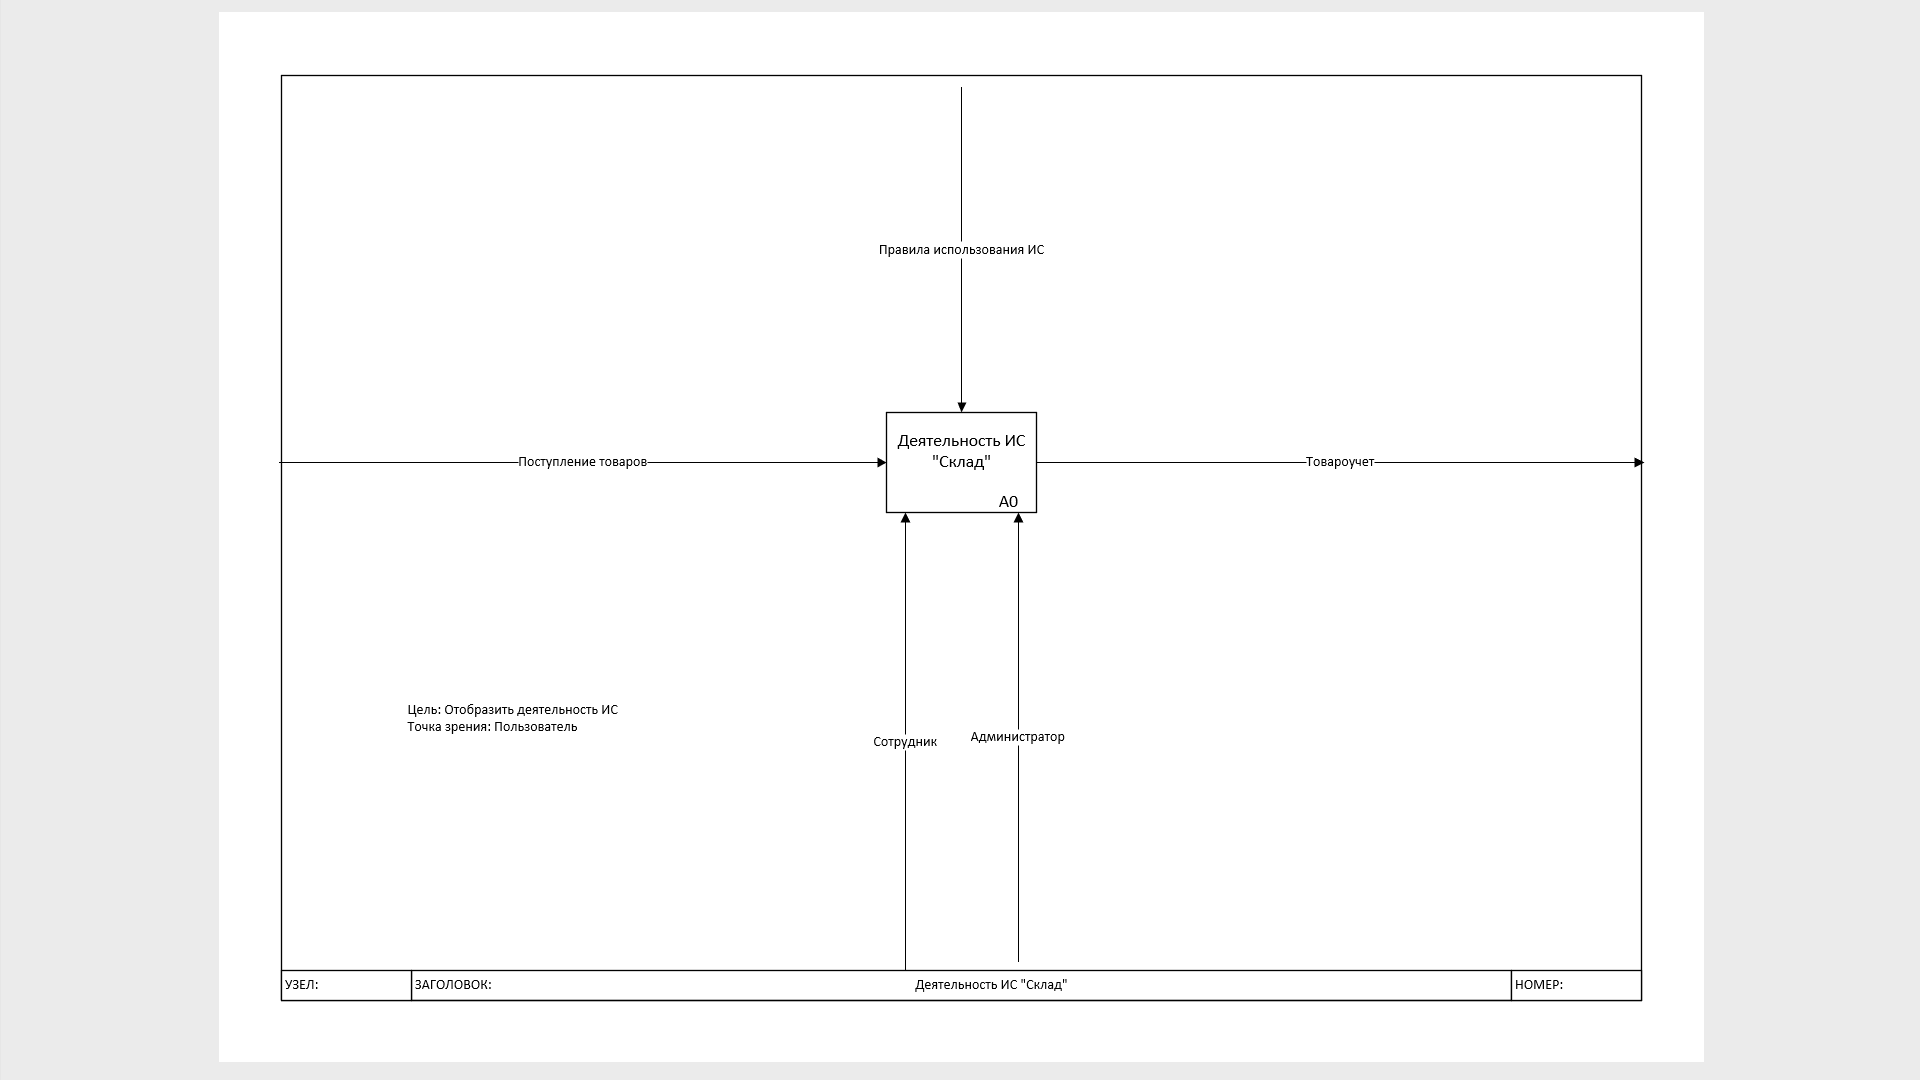 Правила использования ИС
Деятельность ИС
"Склад"
A0
Поступление товаров
Товароучет
Цель: Отобразить деятельность ИС
Точка зрения: Пользователь
Сотрудник
Администратор
УЗЕЛ:
ЗАГОЛОВОК:
Деятельность ИС "Склад"
НОМЕР: